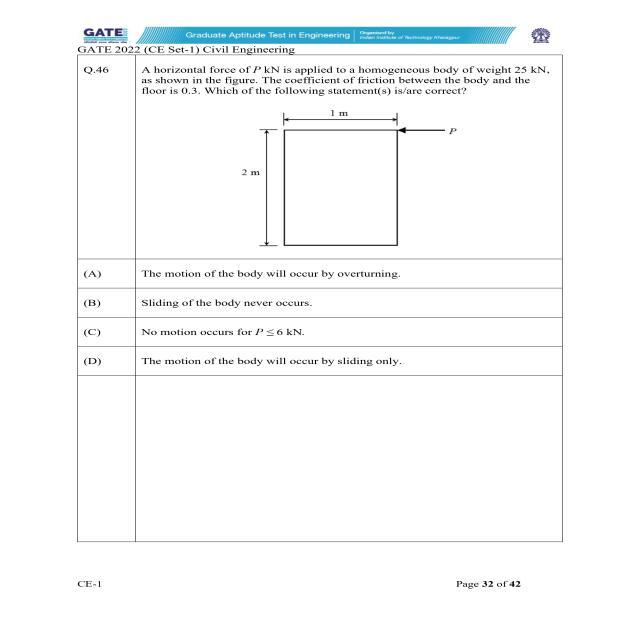 GATE
Graduate Aptitude Test in Engineering
Organised by
Indian Institute of Technology Kharagpur
GATE 2022 (CE Set-1) Civil Engineering
Q.46
A horizontal force of P kN is applied to a homogeneous body of weight 25 kN,
as shown in the figure. The coefficient of friction between the body and the
floor is 0.3. Which of the following statement(s) is/are correct?
1 m
P
2 m
(A) The motion of the body will occur by overturning.
(B) Sliding of the body never occurs.
(C) No motion occurs for P ≤ 6 kN.
(D) The motion of the body will occur by sliding only.
CE-1
Page 32 of 42